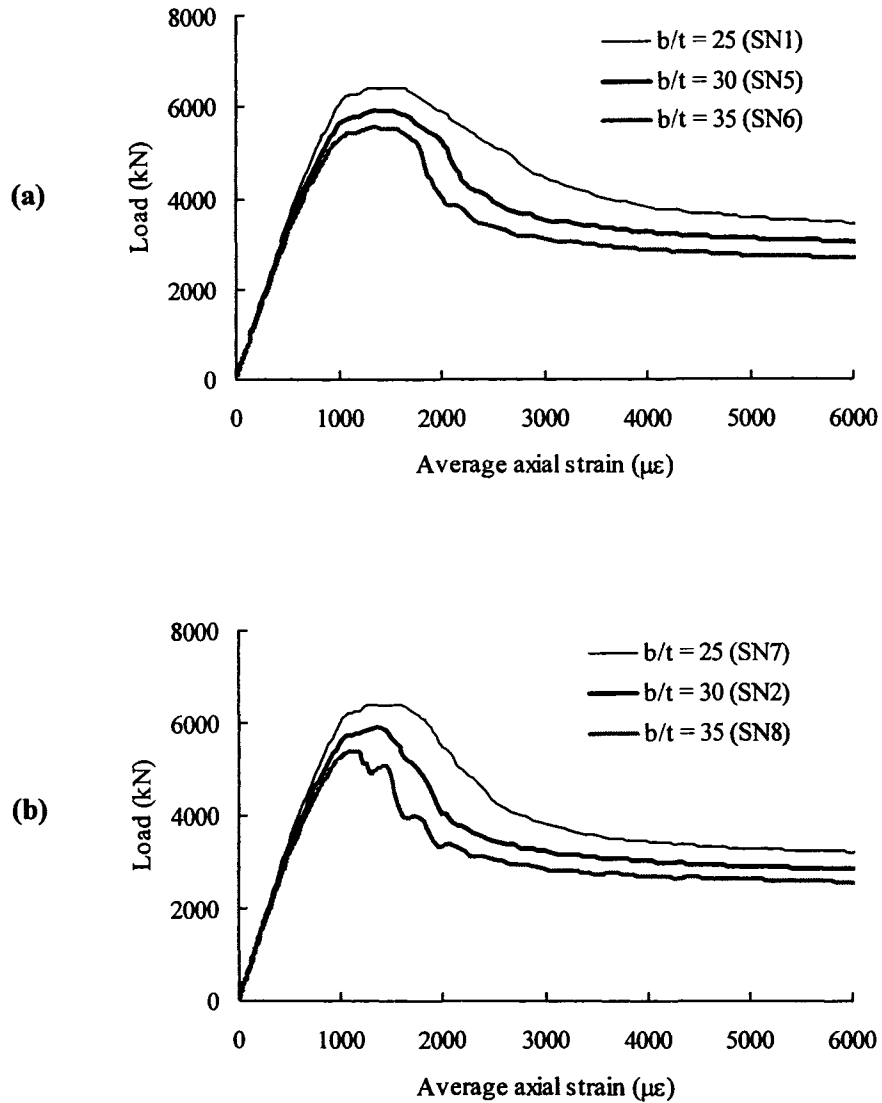 (a)
8000
6000
4000
2000
0
Load (kN)
b/t = 25 (SN1)
b/t = 30 (SN5)
b/t = 35 (SN6)
0 1000 2000 3000 4000 5000 6000
Average axial strain (με)
(b)
8000
6000
4000
2000
0
Load (kN)
b/t = 25 (SN7)
b/t = 30 (SN2)
b/t = 35 (SN8)
0 1000 2000 3000 4000 5000 6000
Average axial strain (με)